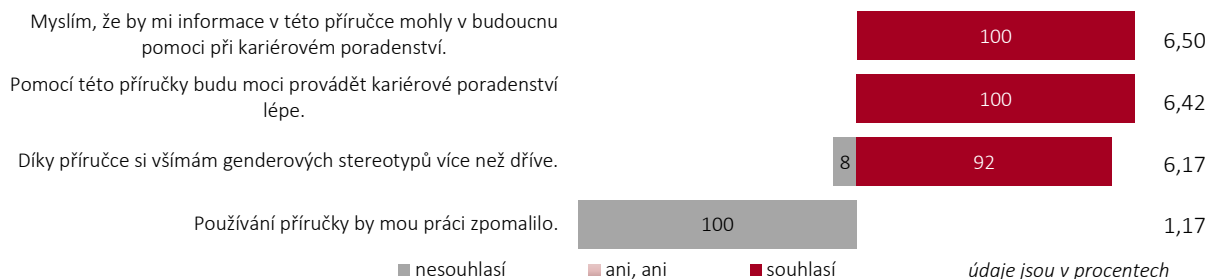 Myslím, že by mi informace v této příručce mohly v budoucnu
pomoci při kariérovém poradenství.
100
6,50
Pomocí této příručky budu moci provádět kariérové poradenství
lépe.
100
6,42
Díky příručce si všímám genderových stereotypů více než dříve.
8
92
6,17
Používání příručky by mou práci zpomalilo.
100
1,17
nesouhlasí
ani, ani
souhlasí
údaje jsou v procentech